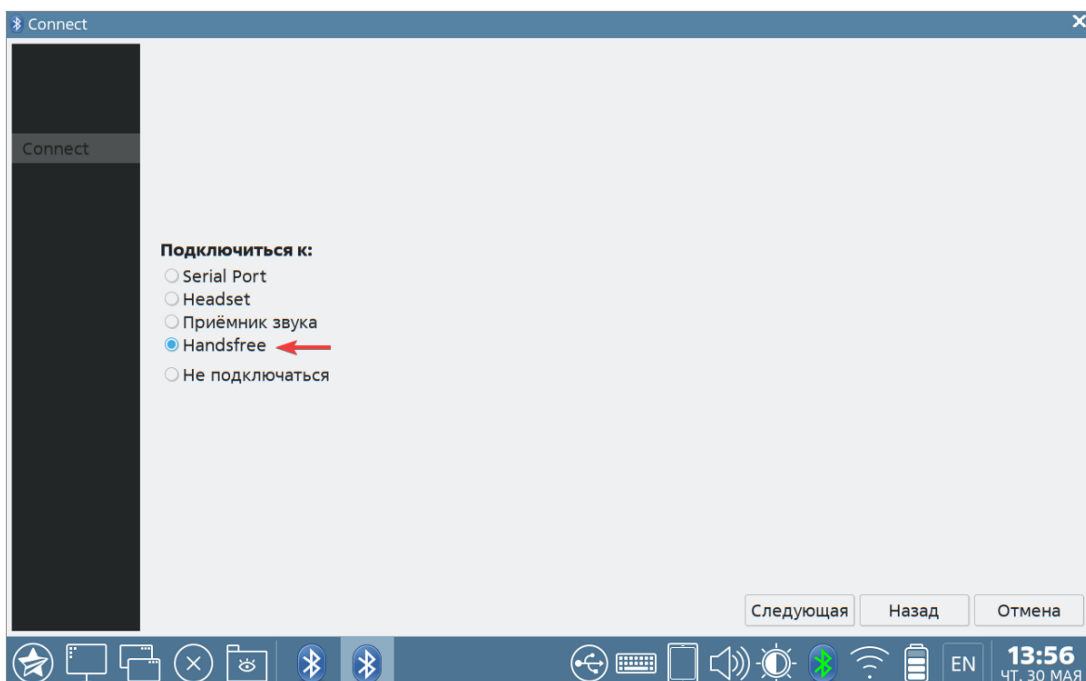 Connect
Connect
Подключиться к:
Serial Port
Headset
Приёмник звука
Handsfree
Не подключаться
Следующая
Назад
Отмена
EN
13:56
ЧТ, 30 МАЯ